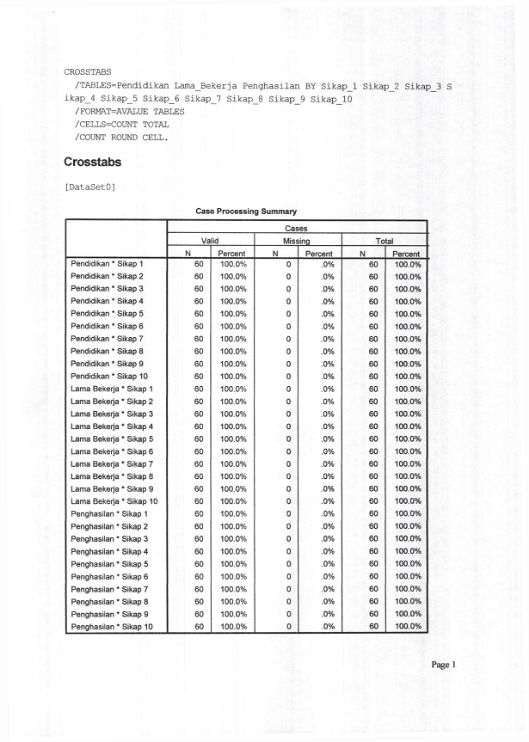 CROSSTABS
/TABLES=Pendidikan Lama_Bekerja Penghasilan BY Sikap_1 Sikap_2 Sikap_3 S
ikap_4 Sikap_5 Sikap_6 Sikap_7 Sikap_8 Sikap_9 Sikap_10
/FORMAT=AVALUE TABLES
/CELLS=COUNT TOTAL
/COUNT ROUND CELL.
Crosstabs
[DataSet0]
Case Processing Summary
Cases
Valid Missing Total
N Percent N Percent N Percent
Pendidikan * Sikap 1 60 100.0% 0 .0% 60 100.0%
Pendidikan * Sikap 2 60 100.0% 0 .0% 60 100.0%
Pendidikan * Sikap 3 60 100.0% 0 .0% 60 100.0%
Pendidikan * Sikap 4 60 100.0% 0 .0% 60 100.0%
Pendidikan * Sikap 5 60 100.0% 0 .0% 60 100.0%
Pendidikan * Sikap 6 60 100.0% 0 .0% 60 100.0%
Pendidikan * Sikap 7 60 100.0% 0 .0% 60 100.0%
Pendidikan * Sikap 8 60 100.0% 0 .0% 60 100.0%
Pendidikan * Sikap 9 60 100.0% 0 .0% 60 100.0%
Pendidikan * Sikap 10 60 100.0% 0 .0% 60 100.0%
Lama Bekerja * Sikap 1 60 100.0% 0 .0% 60 100.0%
Lama Bekerja * Sikap 2 60 100.0% 0 .0% 60 100.0%
Lama Bekerja * Sikap 3 60 100.0% 0 .0% 60 100.0%
Lama Bekerja * Sikap 4 60 100.0% 0 .0% 60 100.0%
Lama Bekerja * Sikap 5 60 100.0% 0 .0% 60 100.0%
Lama Bekerja * Sikap 6 60 100.0% 0 .0% 60 100.0%
Lama Bekerja * Sikap 7 60 100.0% 0 .0% 60 100.0%
Lama Bekerja * Sikap 8 60 100.0% 0 .0% 60 100.0%
Lama Bekerja * Sikap 9 60 100.0% 0 .0% 60 100.0%
Lama Bekerja * Sikap 10 60 100.0% 0 .0% 60 100.0%
Penghasilan * Sikap 1 60 100.0% 0 .0% 60 100.0%
Penghasilan * Sikap 2 60 100.0% 0 .0% 60 100.0%
Penghasilan * Sikap 3 60 100.0% 0 .0% 60 100.0%
Penghasilan * Sikap 4 60 100.0% 0 .0% 60 100.0%
Penghasilan * Sikap 5 60 100.0% 0 .0% 60 100.0%
Penghasilan * Sikap 6 60 100.0% 0 .0% 60 100.0%
Penghasilan * Sikap 7 60 100.0% 0 .0% 60 100.0%
Penghasilan * Sikap 8 60 100.0% 0 .0% 60 100.0%
Penghasilan * Sikap 9 60 100.0% 0 .0% 60 100.0%
Penghasilan * Sikap 10 60 100.0% 0 .0% 60 100.0%
Page 1